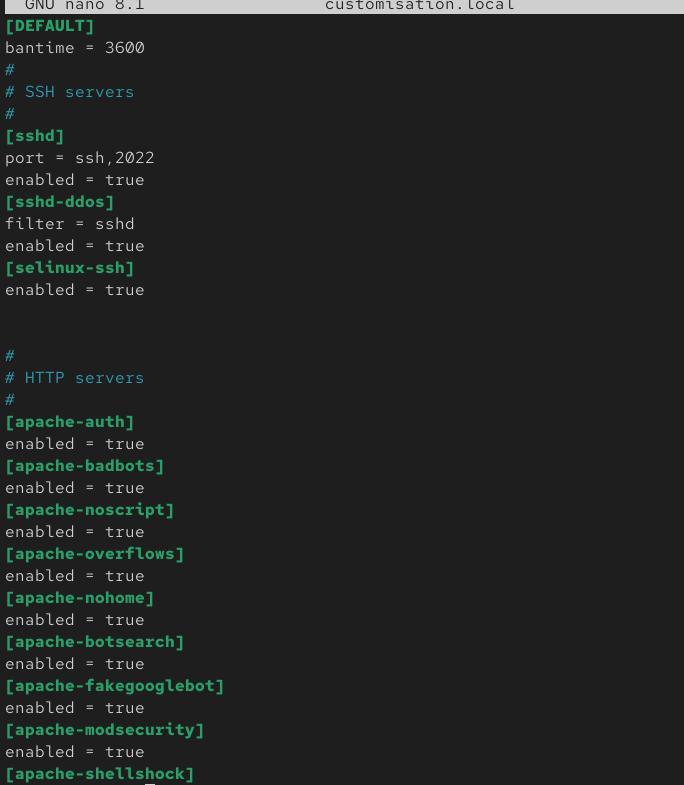 GNU nano 8.1 customisation.local
[DEFAULT]
bantime = 3600
#
# SSH servers
#
[sshd]
port = ssh,2022
enabled = true
[sshd-ddos]
filter = sshd
enabled = true
[selinux-ssh]
enabled = true
#
# HTTP servers
#
[apache-auth]
enabled = true
[apache-badbots]
enabled = true
[apache-noscript]
enabled = true
[apache-overflows]
enabled = true
[apache-nohome]
enabled = true
[apache-botsearch]
enabled = true
[apache-fakegooglebot]
enabled = true
[apache-modsecurity]
enabled = true
[apache-shellshock]